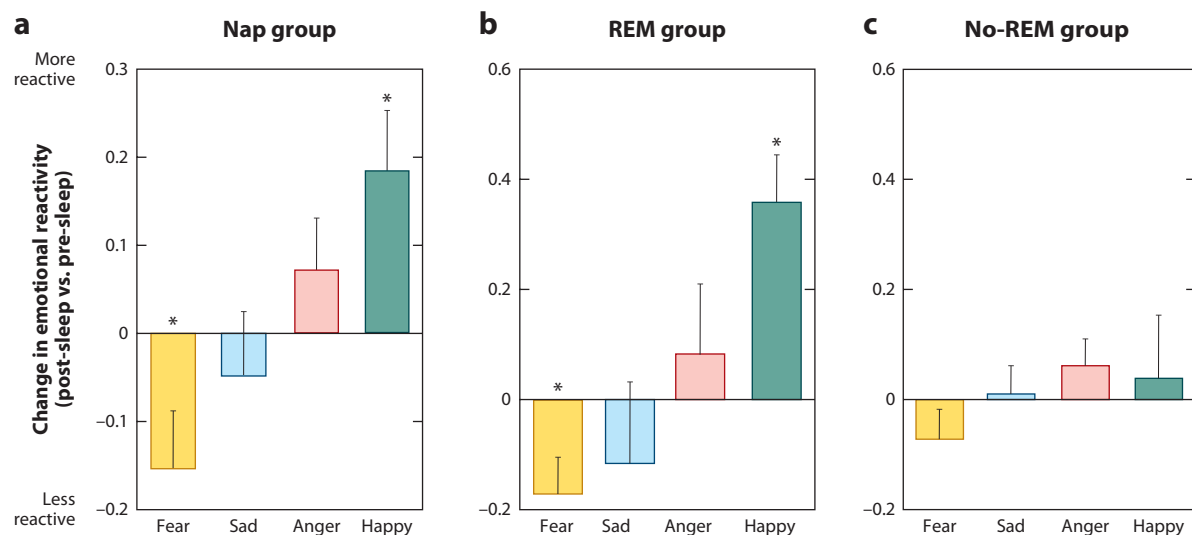 a
Nap group
b
REM group
c
No-REM group
More
reactive
Less
reactive
Change in emotional reactivity
(post-sleep vs. pre-sleep)
0.3
0.2
0.1
0
–0.1
–0.2
*
*
Fear Sad Anger Happy
0.6
0.4
0.2
0
–0.2
*
*
Fear Sad Anger Happy
0.6
0.4
0.2
0
–0.2
Fear Sad Anger Happy